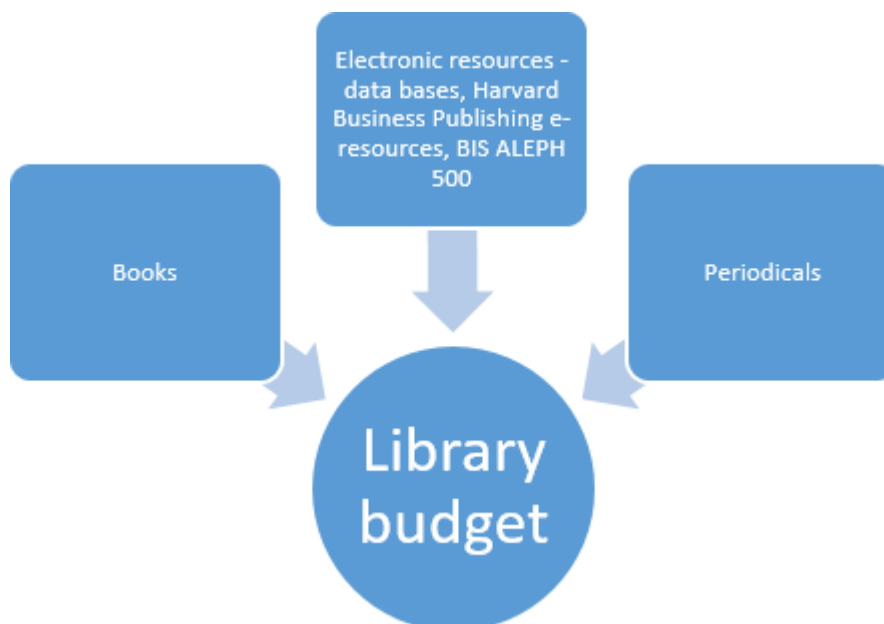 Electronic resources -
data bases, Harvard
Business Publishing e-
resources, BIS ALEPH
500
Books
Periodicals
Library
budget